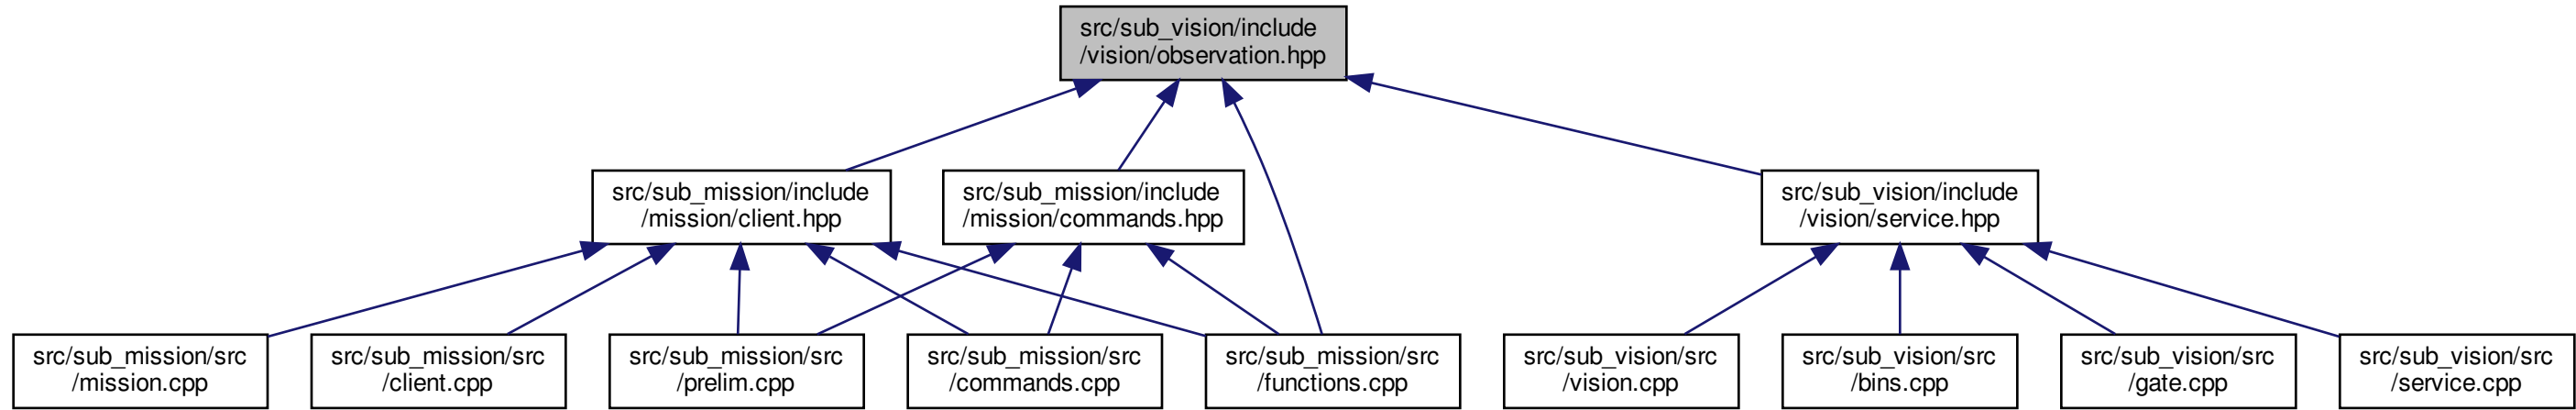 src/sub_vision/include
/vision/observation.hpp
src/sub_mission/include
/mission/client.hpp
src/sub_mission/include
/mission/commands.hpp
src/sub_vision/include
/vision/service.hpp
src/sub_mission/src
/mission.cpp
src/sub_mission/src
/client.cpp
src/sub_mission/src
/prelim.cpp
src/sub_mission/src
/commands.cpp
src/sub_mission/src
/functions.cpp
src/sub_vision/src
/vision.cpp
src/sub_vision/src
/bins.cpp
src/sub_vision/src
/gate.cpp
src/sub_vision/src
/service.cpp